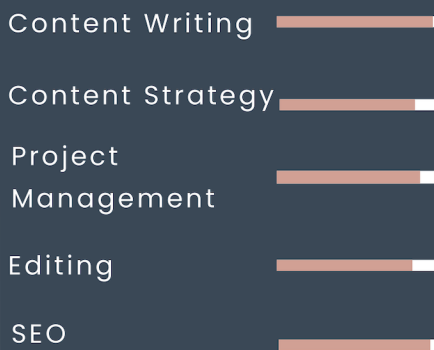 Content Writing
Content Strategy
Project
Management
Editing
SEO